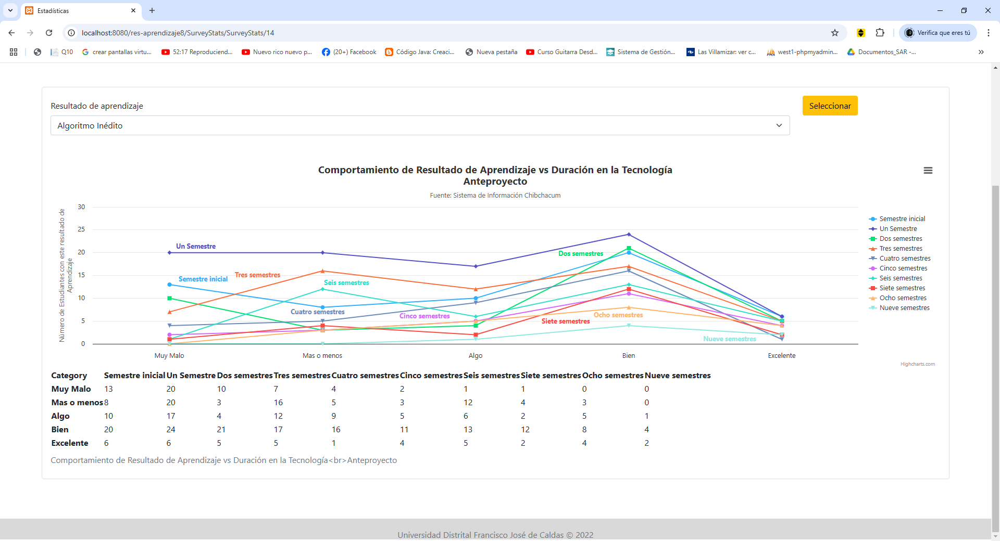 Estadísticas
localhost:8080/res-aprendizaje8/SurveyStats/SurveyStats/14
Verifica que eres tú
Q10 crear pantallas virtu... 52:17 Reproduciend... Nuevo rico nuevo p... (20+) Facebook Código Java: Creaci... Nueva pestaña Curso Guitarra Desd... Sistema de Gestión... Las Villamizar: ver c... west1-phpmyadmin... Documentos_SAR -...
Resultado de aprendizaje
Seleccionar
Algoritmo Inédito
Comportamiento de Resultado de Aprendizaje vs Duración en la Tecnología
Anteproyecto
Fuente: Sistema de Información Chibchacum
Número de Estudiantes con este resultado de
Aprendizaje
30
25
20
15
10
5
0
Un Semestre
Semestre inicial
Tres semestres
Seis semestres
Dos semestres
Cuatro semestres
Cinco semestres
Ocho semestres
Siete semestres
Nueve semestres
Semestre inicial
Un Semestre
Dos semestres
Tres semestres
Cuatro semestres
Cinco semestres
Seis semestres
Siete semestres
Ocho semestres
Nueve semestres
Muy Malo Mas o menos Algo Bien Excelente
Highcharts.com
Category Semestre inicial Un Semestre Dos semestres Tres semestres Cuatro semestres Cinco semestres Seis semestres Siete semestres Ocho semestres Nueve semestres
Muy Malo 13 20 10 7 4 2 1 1 0 0
Mas o menos 8 20 3 16 5 3 12 4 3 0
Algo 10 17 4 12 9 5 6 2 5 1
Bien 20 24 21 17 16 11 13 12 8 4
Excelente 6 6 5 5 1 4 5 2 4 2
Comportamiento de Resultado de Aprendizaje vs Duración en la Tecnología<br>Anteproyecto
Universidad Distrital Francisco José de Caldas © 2022